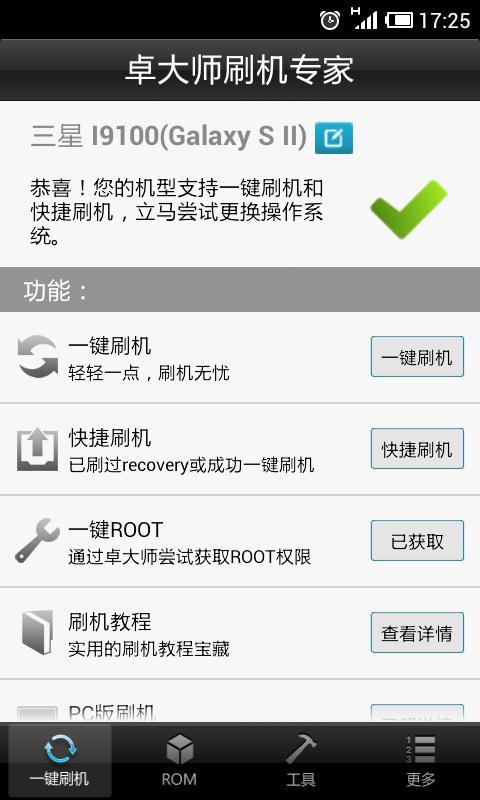 H 17:25
卓大师刷机专家
三星 I9100(Galaxy S II)
恭喜！您的机型支持一键刷机和
快捷刷机，立马尝试更换操作系
统。
功能：
一键刷机
轻轻一点，刷机无忧
一键刷机
快捷刷机
已刷过recovery或成功一键刷机
快捷刷机
一键ROOT
通过卓大师尝试获取ROOT权限
已获取
刷机教程
实用的刷机教程宝藏
查看详情
PC版刷机
一键刷机
ROM
工具
1
2
3
更多